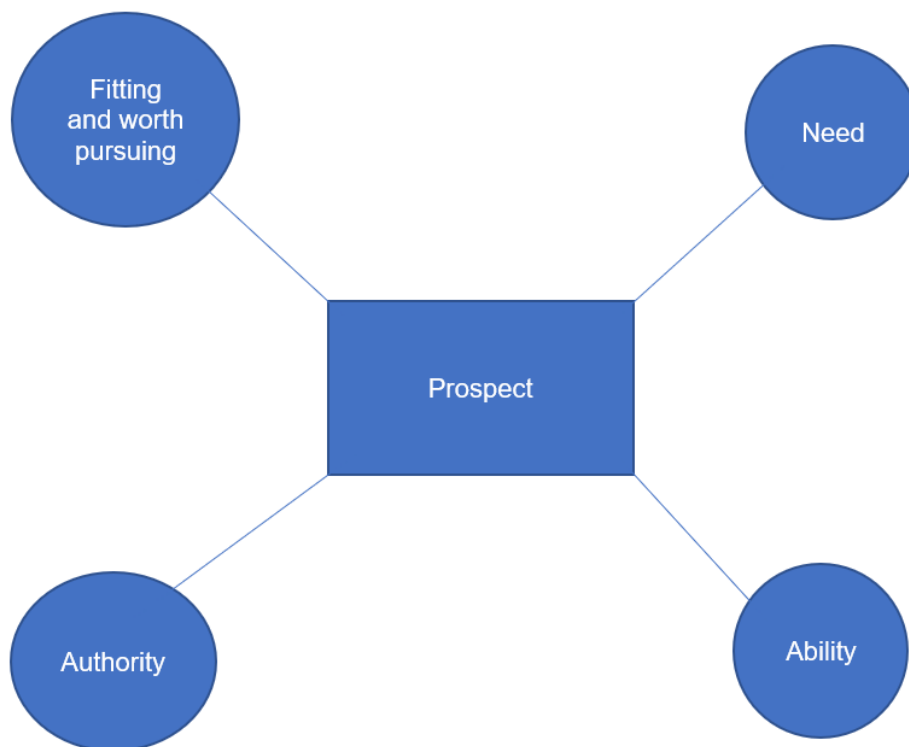 Fitting
and worth
pursuing
Need
Prospect
Authority
Ability